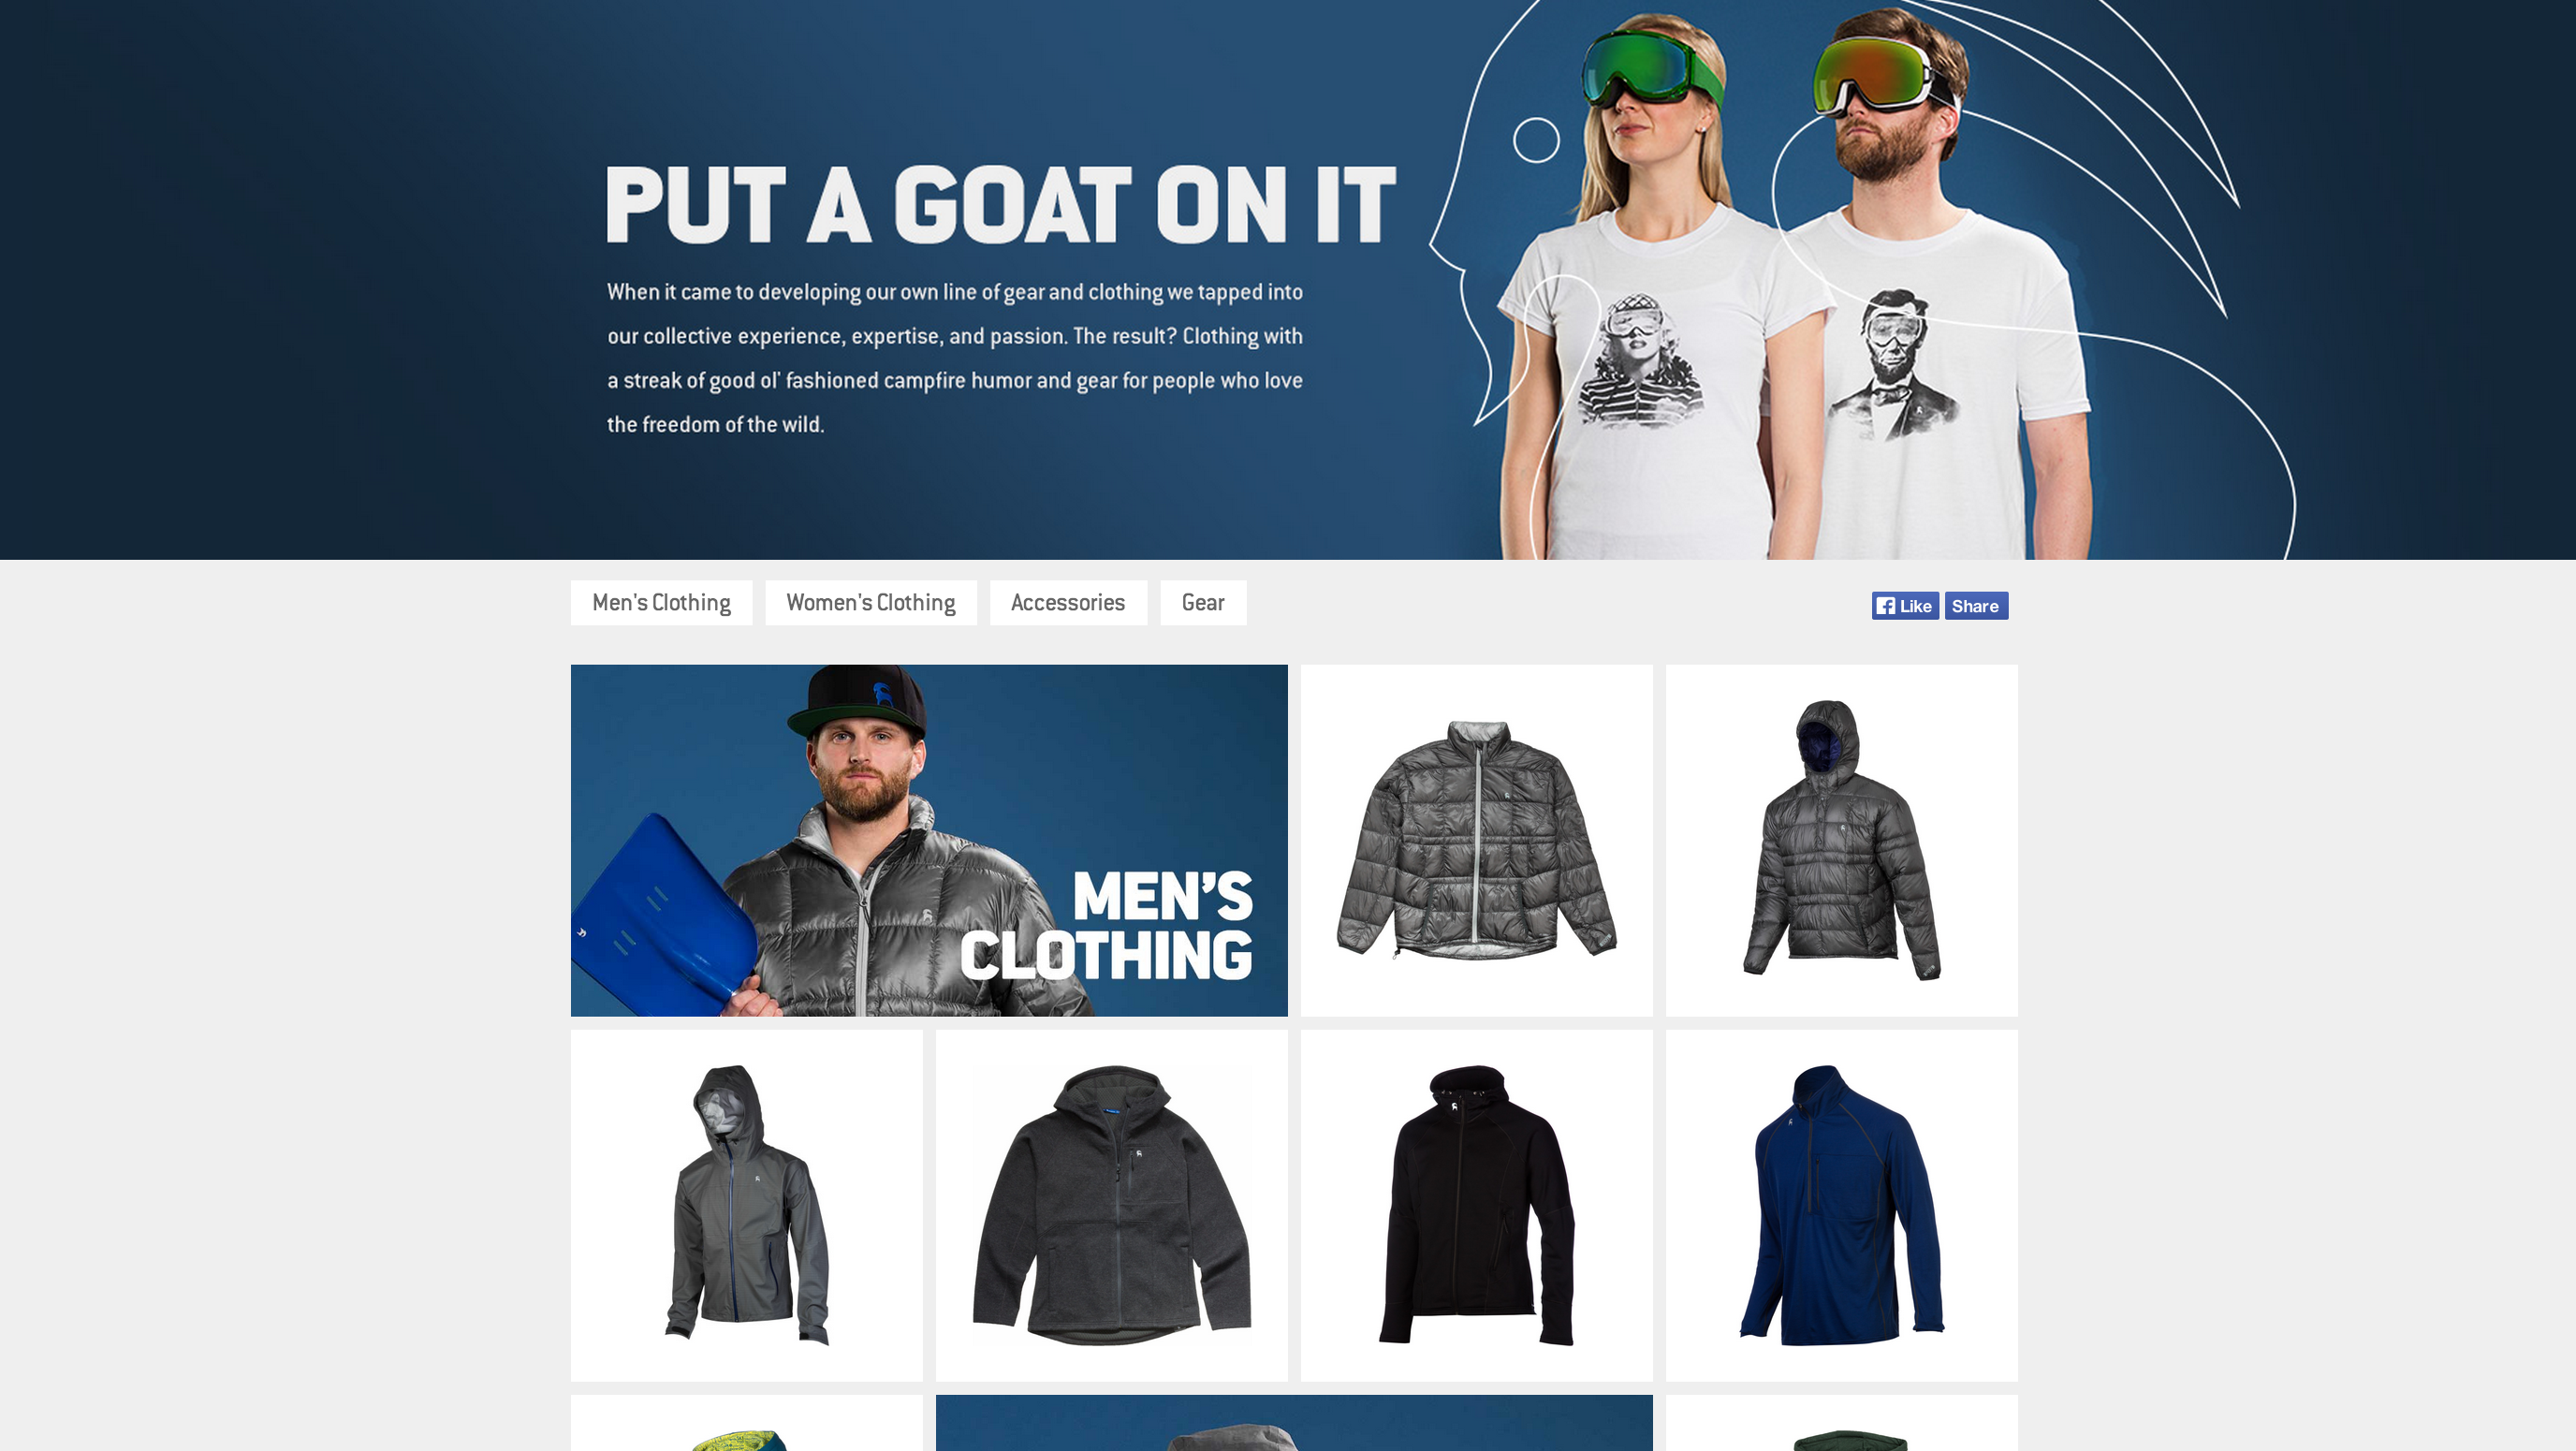 PUT A GOAT ON IT
When it came to developing our own line of gear and clothing we tapped into
our collective experience, expertise, and passion. The result? Clothing with
a streak of good ol' fashioned campfire humor and gear for people who love
the freedom of the wild.
Men's Clothing
Women's Clothing
Accessories
Gear
Like
Share
MEN'S
CLOTHING